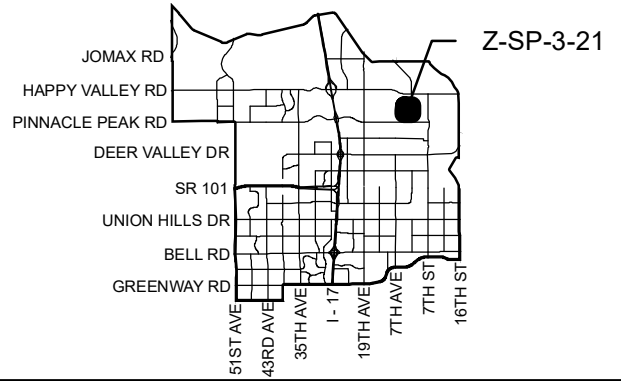 Z-SP-3-21
JOMAX RD
HAPPY VALLEY RD
PINNACLE PEAK RD
DEER VALLEY DR
SR 101
UNION HILLS DR
BELL RD
GREENWAY RD
51ST AVE
43RD AVE
35TH AVE
I - 17
19TH AVE
7TH AVE
7TH ST
16TH ST